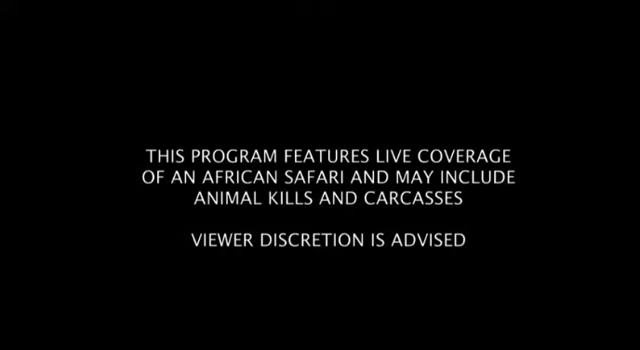 THIS PROGRAM FEATURES LIVE COVERAGE
OF AN AFRICAN SAFARI AND MAY INCLUDE
ANIMAL KILLS AND CARCASSES
VIEWER DISCRETION IS ADVISED